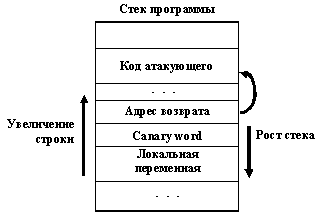 Стек программы
Код атакующего
. . .
Адрес возврата
Canary word
Локальная
переменная
. . .
Увеличение
строки
Рост стека